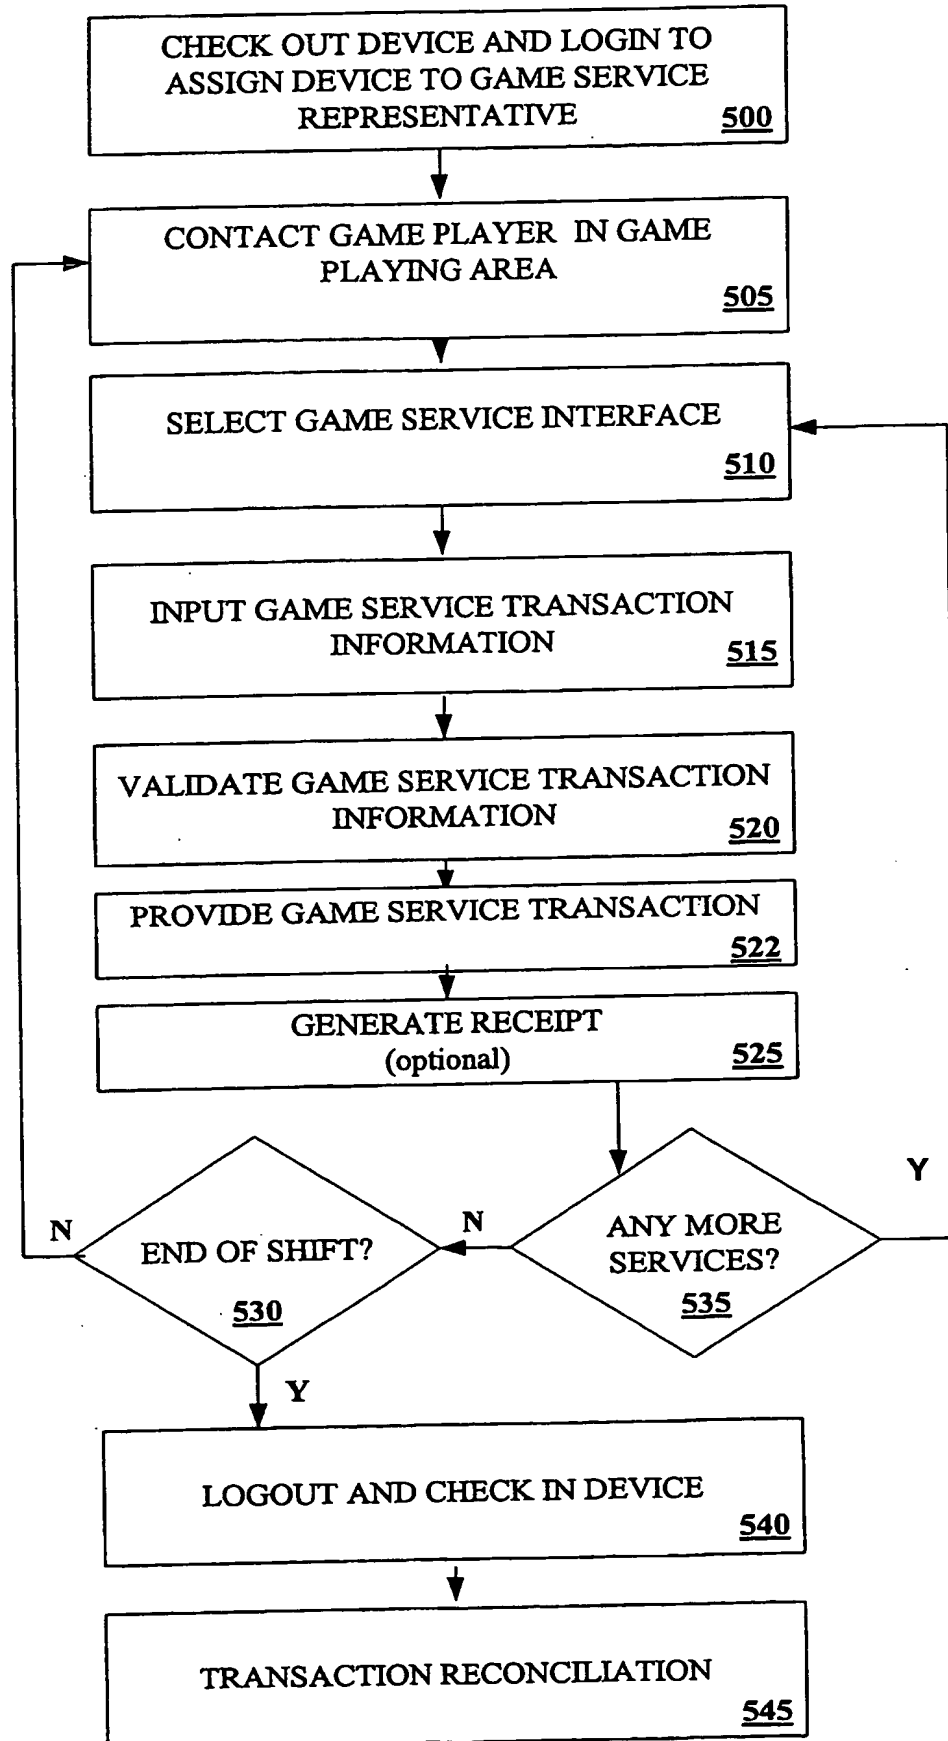 CHECK OUT DEVICE AND LOGIN TO
ASSIGN DEVICE TO GAME SERVICE
REPRESENTATIVE
500
CONTACT GAME PLAYER IN GAME
PLAYING AREA
505
SELECT GAME SERVICE INTERFACE
510
INPUT GAME SERVICE TRANSACTION
INFORMATION
515
VALIDATE GAME SERVICE TRANSACTION
INFORMATION
520
PROVIDE GAME SERVICE TRANSACTION
522
GENERATE RECEIPT
(optional)
525
Y
ANY MORE
SERVICES?
535
N
END OF SHIFT?
530
N
Y
LOGOUT AND CHECK IN DEVICE
540
TRANSACTION RECONCILIATION
545